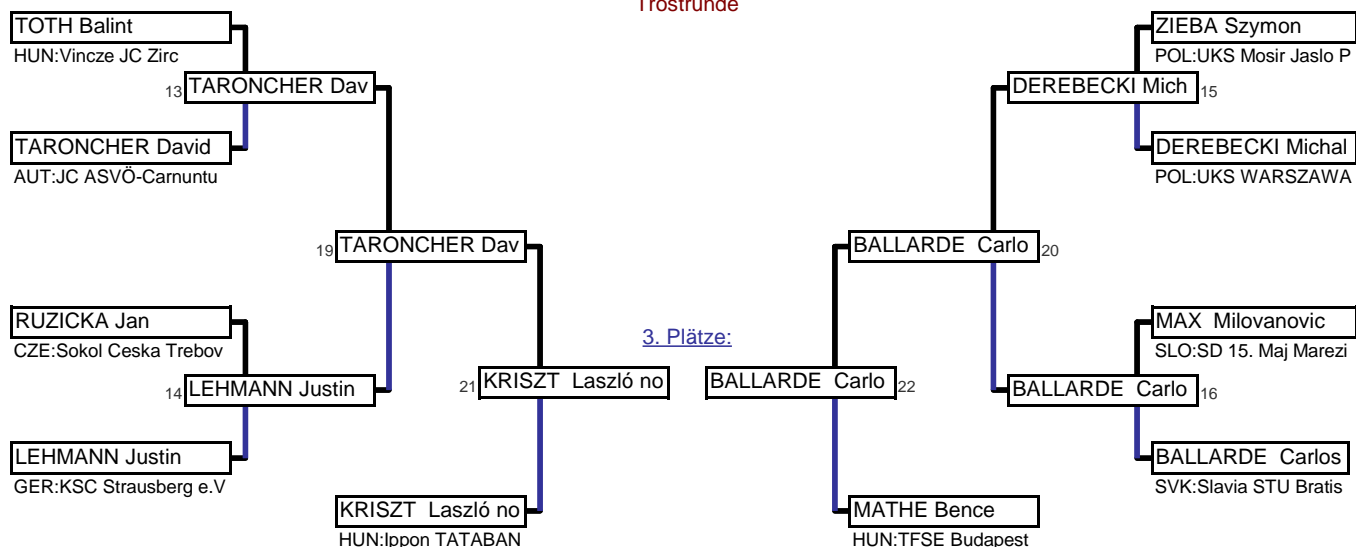 Trostrunde
TOTH Balint
HUN:Vincze JC Zirc
13 TARONCHER Dav
TARONCHER David
AUT:JC ASVÖ-Carnuntu
19 TARONCHER Dav
RUZICKA Jan
CZE:Sokol Ceska Trebov
14 LEHMANN Justin
LEHMANN Justin
GER:KSC Strausberg e.V
21 KRISZT Laszló no
KRISZT Laszló no
HUN:Ippon TATABAN
3. Plätze:
ZIEBA Szymon
POL:UKS Mosir Jaslo P
DEREBECKI Mich 15
DEREBECKI Michal
POL:UKS WARSZAWA
BALLARDE Carlo 20
MAX Milovanovic
SLO:SD 15. Maj Marezi
BALLARDE Carlo 16
BALLARDE Carlos
SVK:Slavia STU Bratis
BALLARDE Carlo 22
MATHE Bence
HUN:TFSE Budapest